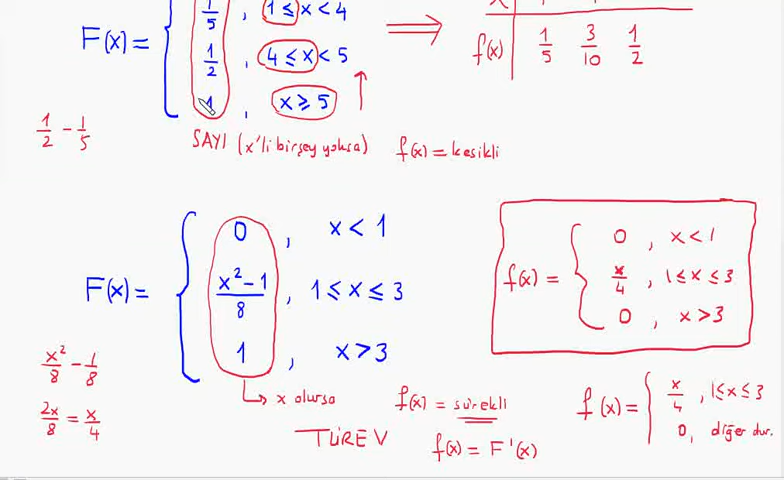 1/5 , 1 ≤ x < 4
F(x) = 1/2 , 4 ≤ x < 5
1 , x ≥ 5
f(x) 1/5 3/10 1/2
1/2 - 1/5
SAYI (x'li birşey yoksa) f(x) = kesikli
0 , x < 1
F(x) = x² - 1/8 , 1 ≤ x ≤ 3
1 , x > 3
0 , x < 1
f(x) = x/4 , 1 ≤ x ≤ 3
0 , x > 3
x²/8 - 1/8
2x/8 = x/4
x olursa
TÜREV
f(x) = sürekli
f(x) = F'(x)
f(x) = x/4 , 1 ≤ x ≤ 3
0, diğer dur.